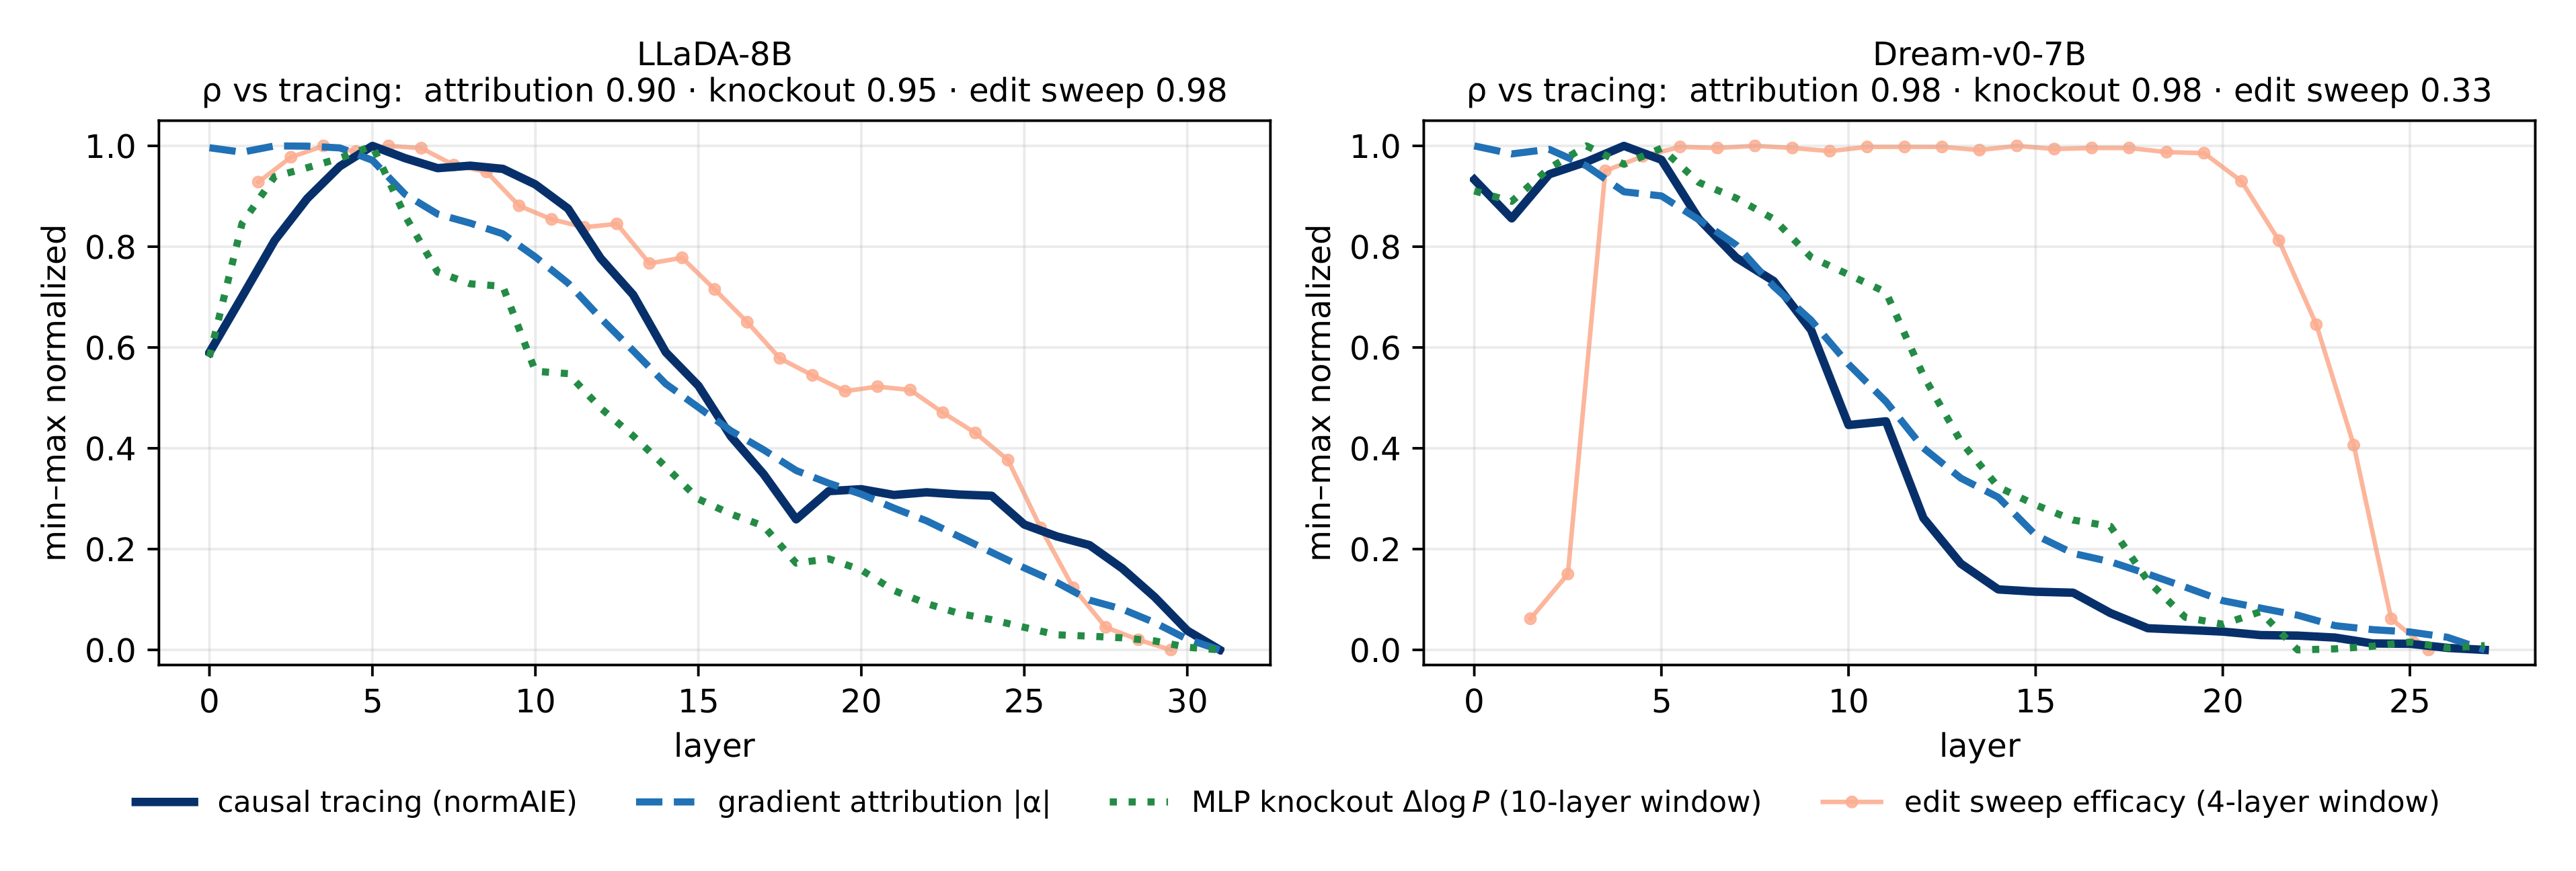 LLaDA-8B
ρ vs tracing:  attribution 0.90 · knockout 0.95 · edit sweep 0.98
min–max normalized
1.0
0.8
0.6
0.4
0.2
0.0
0 5 10 15 20 25 30
layer
Dream-v0-7B
ρ vs tracing:  attribution 0.98 · knockout 0.98 · edit sweep 0.33
min–max normalized
1.0
0.8
0.6
0.4
0.2
0.0
0 5 10 15 20 25
layer
causal tracing (normAIE)
gradient attribution |α|
MLP knockout Δlog P (10-layer window)
edit sweep efficacy (4-layer window)